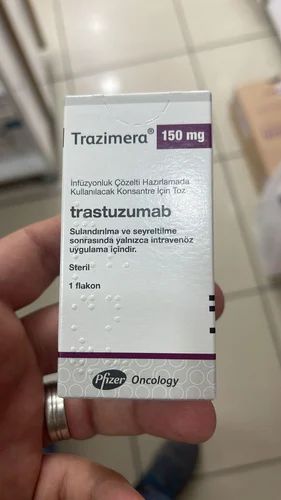 Trazimera® 150 mg
İnfüzyonluk Çözelti Hazırlamada
Kullanılacak Konsantre İçin Toz
trastuzumab
Sulandırılma ve seyreltilme
sonrasında yalnızca intravenöz
uygulama içindir.
Steril
1 flakon
Pfizer Oncology